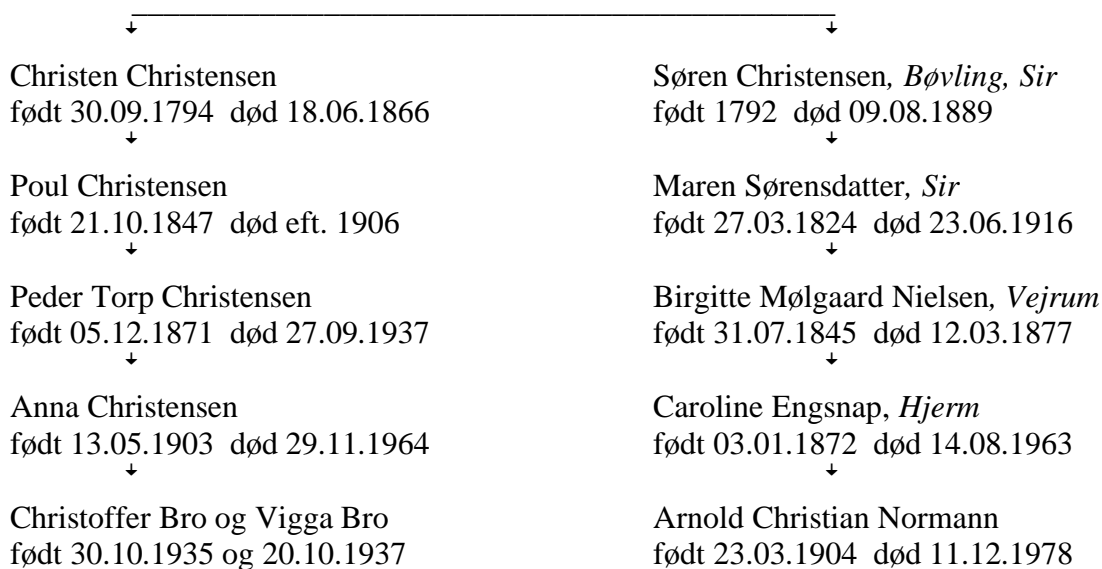 Christen Christensen
født 30.09.1794 død 18.06.1866
Poul Christensen
født 21.10.1847 død eft. 1906
Peder Torp Christensen
født 05.12.1871 død 27.09.1937
Anna Christensen
født 13.05.1903 død 29.11.1964
Christoffer Bro og Vigga Bro
født 30.10.1935 og 20.10.1937
Søren Christensen, Bøvling, Sir
født 1792 død 09.08.1889
Maren Sørensdatter, Sir
født 27.03.1824 død 23.06.1916
Birgitte Mølgaard Nielsen, Vejrum
født 31.07.1845 død 12.03.1877
Caroline Engsnap, Hjerm
født 03.01.1872 død 14.08.1963
Arnold Christian Normann
født 23.03.1904 død 11.12.1978